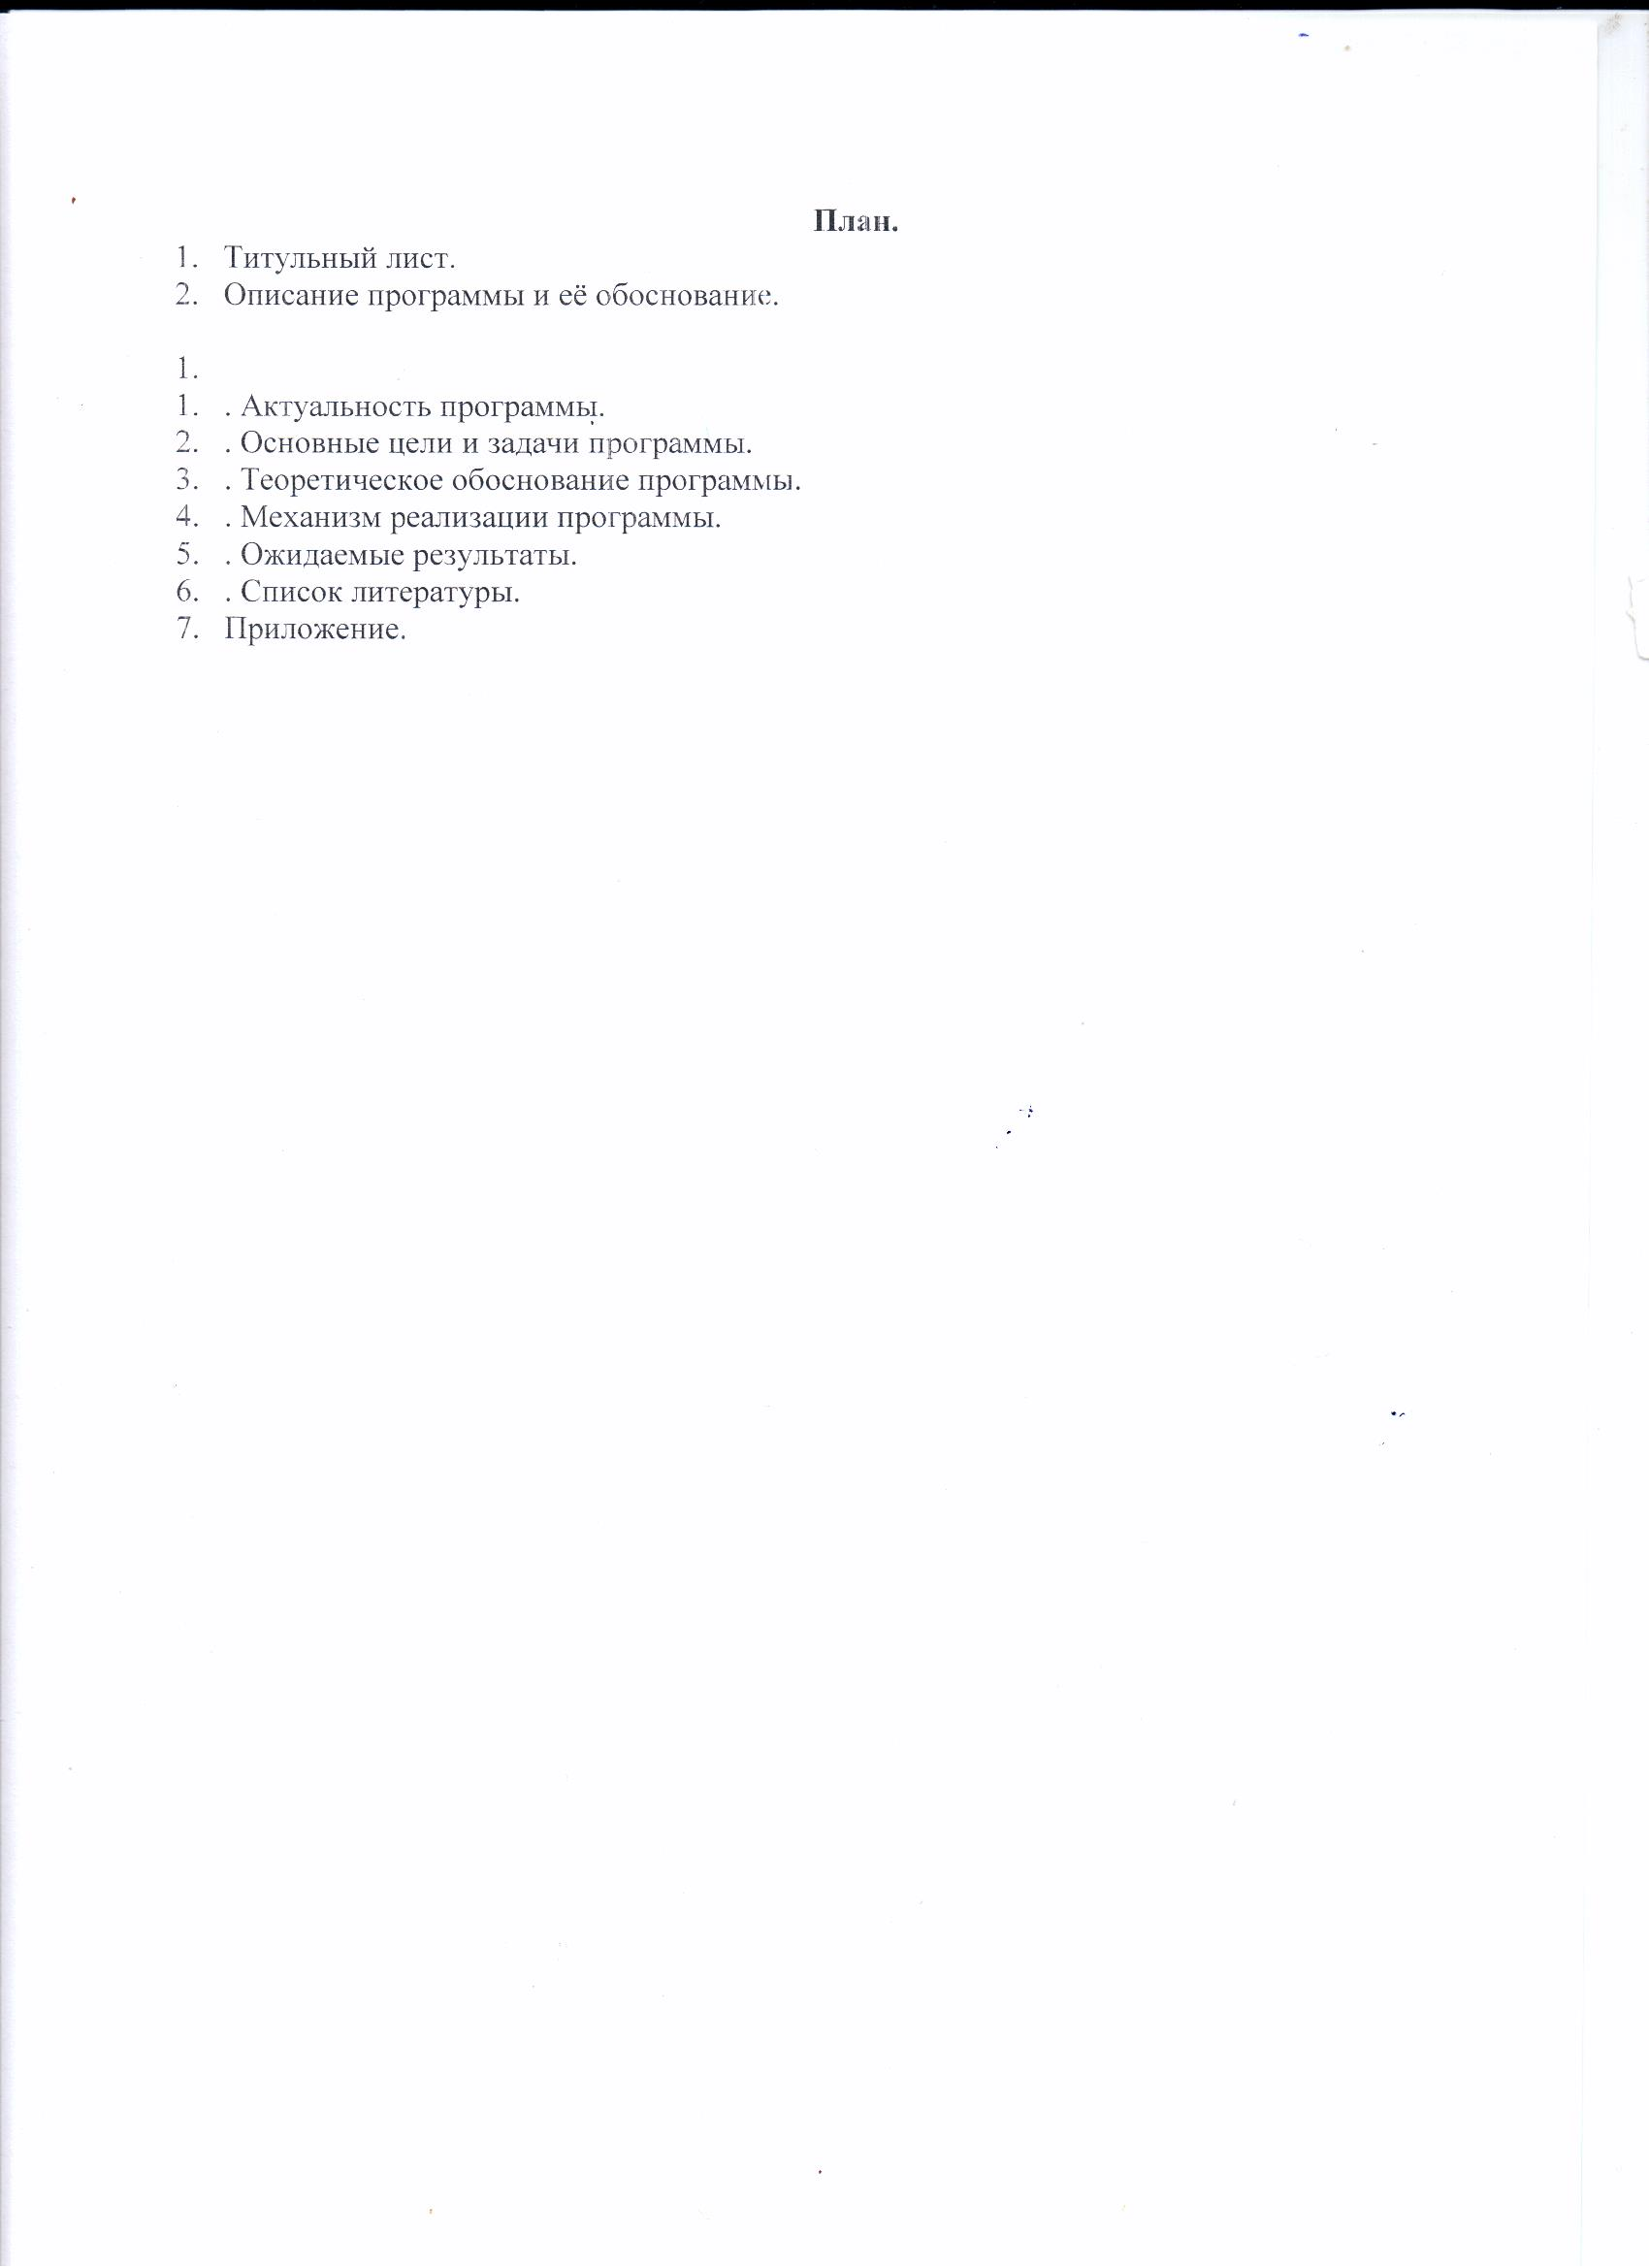 План.
1. Титульный лист.
2. Описание программы и её обоснование.
1.
1. . Актуальность программы.
2. . Основные цели и задачи программы.
3. . Теоретическое обоснование программы.
4. . Механизм реализации программы.
5. . Ожидаемые результаты.
6. . Список литературы.
7. Приложение.